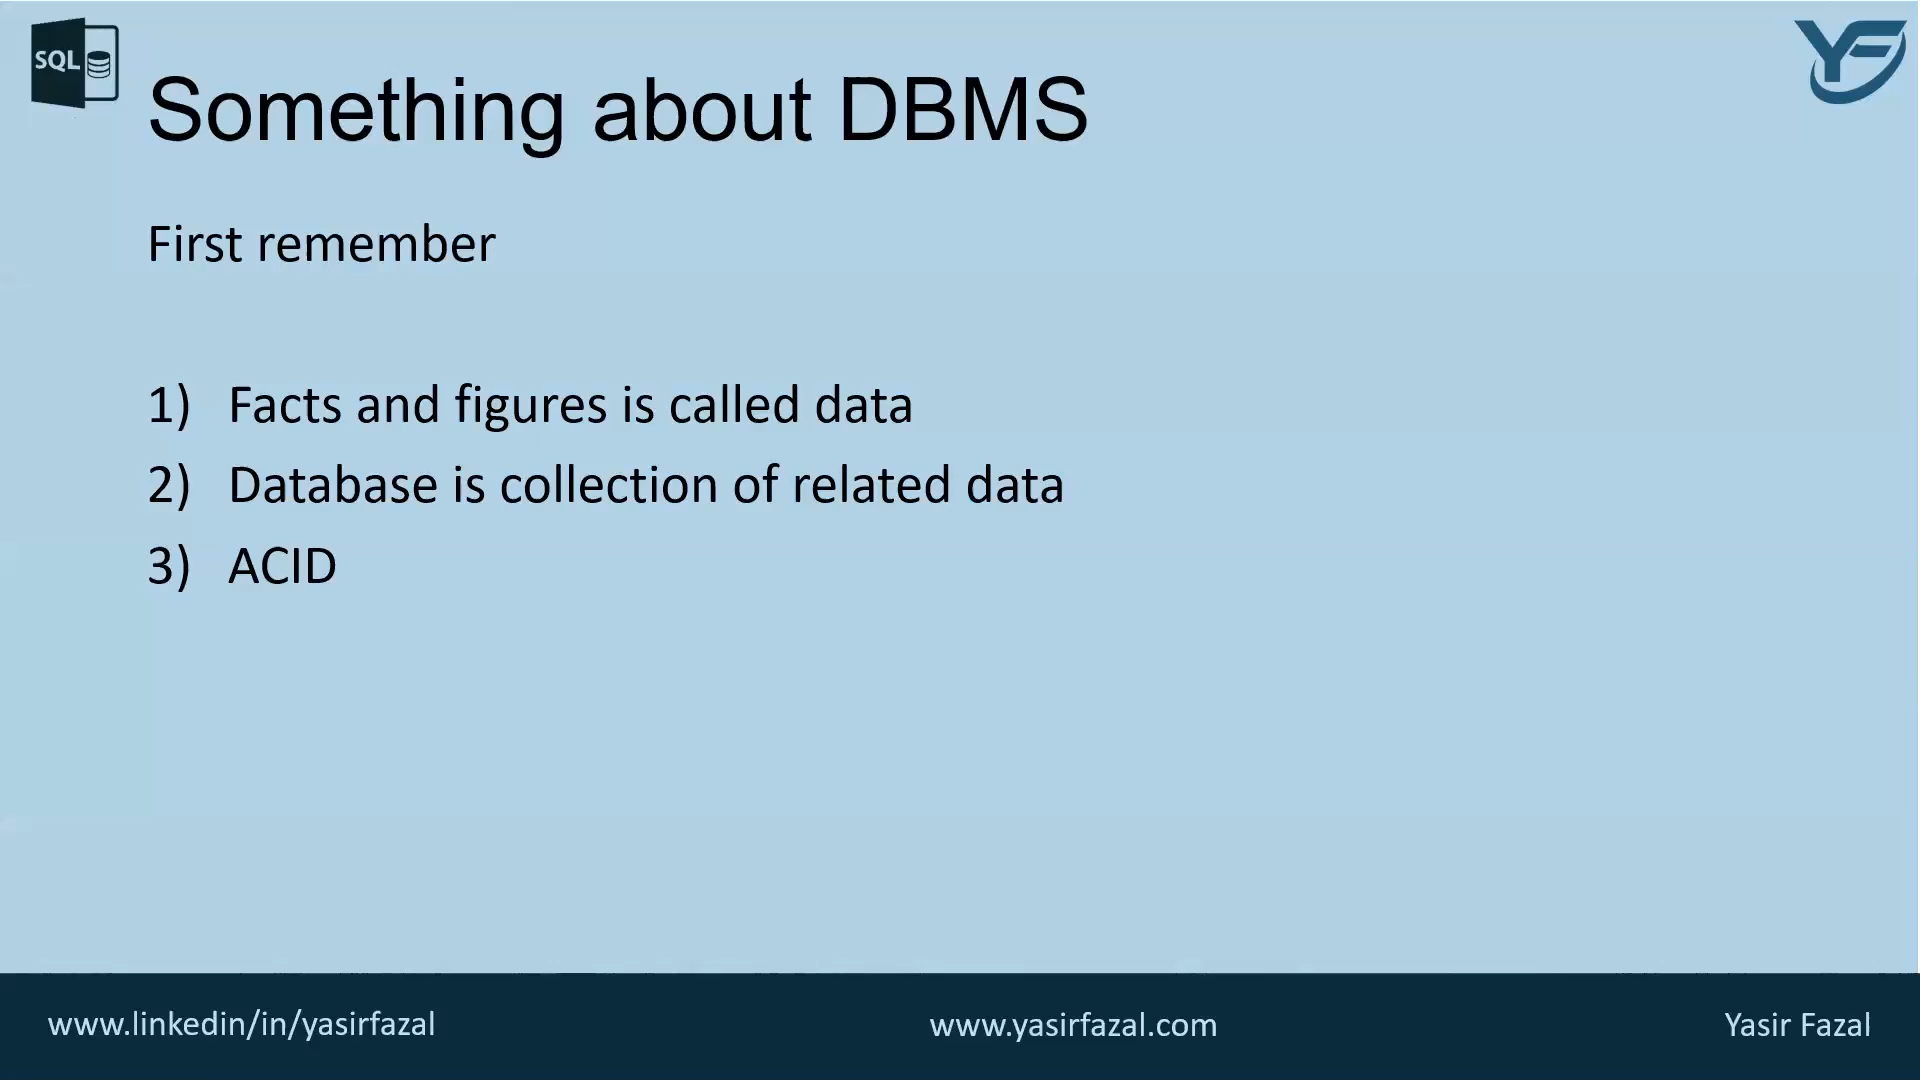 SQL
YF
Something about DBMS
First remember
1) Facts and figures is called data
2) Database is collection of related data
3) ACID
www.linkedin/in/yasirfazal
www.yasirfazal.com
Yasir Fazal